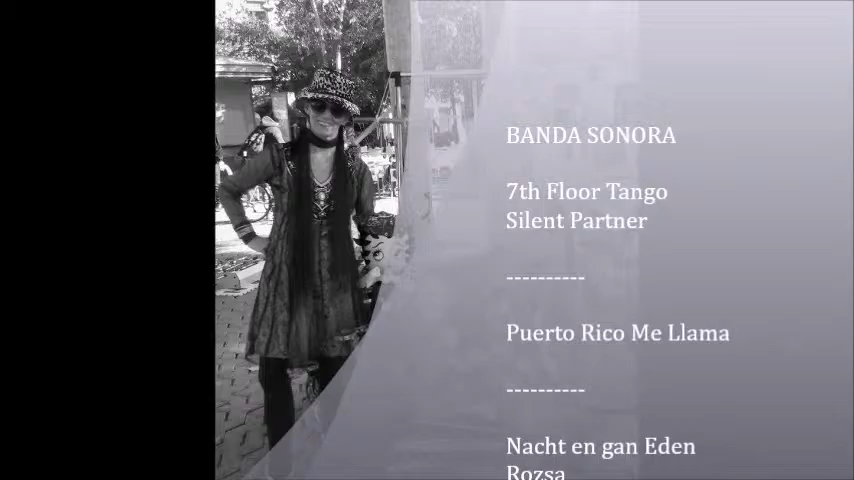 BANDA SONORA
7th Floor Tango
Silent Partner
----------
Puerto Rico Me Llama
----------
Nacht en gan Eden
Rozsa